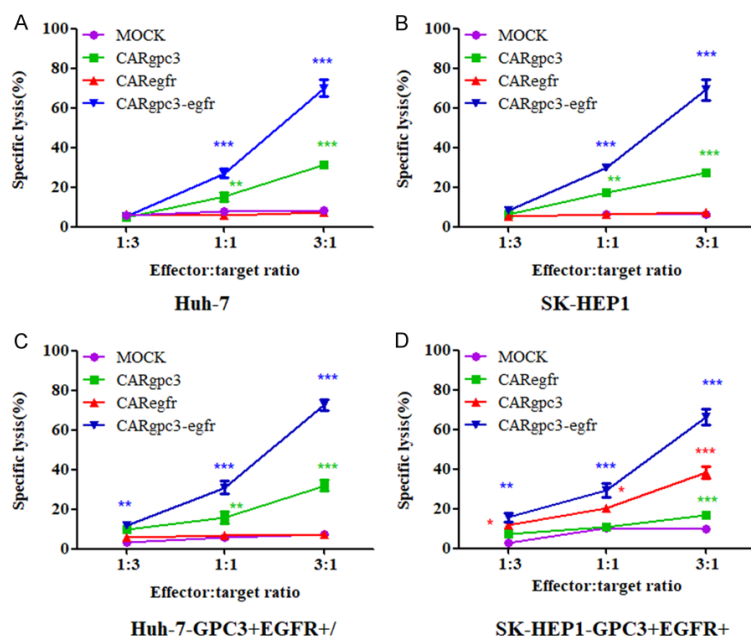 A
Specific lysis(%)
100
80
60
40
20
0
MOCK
CARgpc3
CARegfr
CARgpc3-egfr
***
***
**
***
1:3
1:1
3:1
Effector:target ratio
Huh-7
B
Specific lysis(%)
100
80
60
40
20
0
MOCK
CARgpc3
CARegfr
CARgpc3-egfr
***
***
**
***
1:3
1:1
3:1
Effector:target ratio
SK-HEP1
C
Specific lysis(%)
100
80
60
40
20
0
MOCK
CARgpc3
CARegfr
CARgpc3-egfr
**
***
**
***
***
1:3
1:1
3:1
Effector:target ratio
Huh-7-GPC3+EGFR+/
D
Specific lysis(%)
100
80
60
40
20
0
MOCK
CARegfr
CARgpc3
CARgpc3-egfr
**
*
***
*
***
***
***
1:3
1:1
3:1
Effector:target ratio
SK-HEP1-GPC3+EGFR+